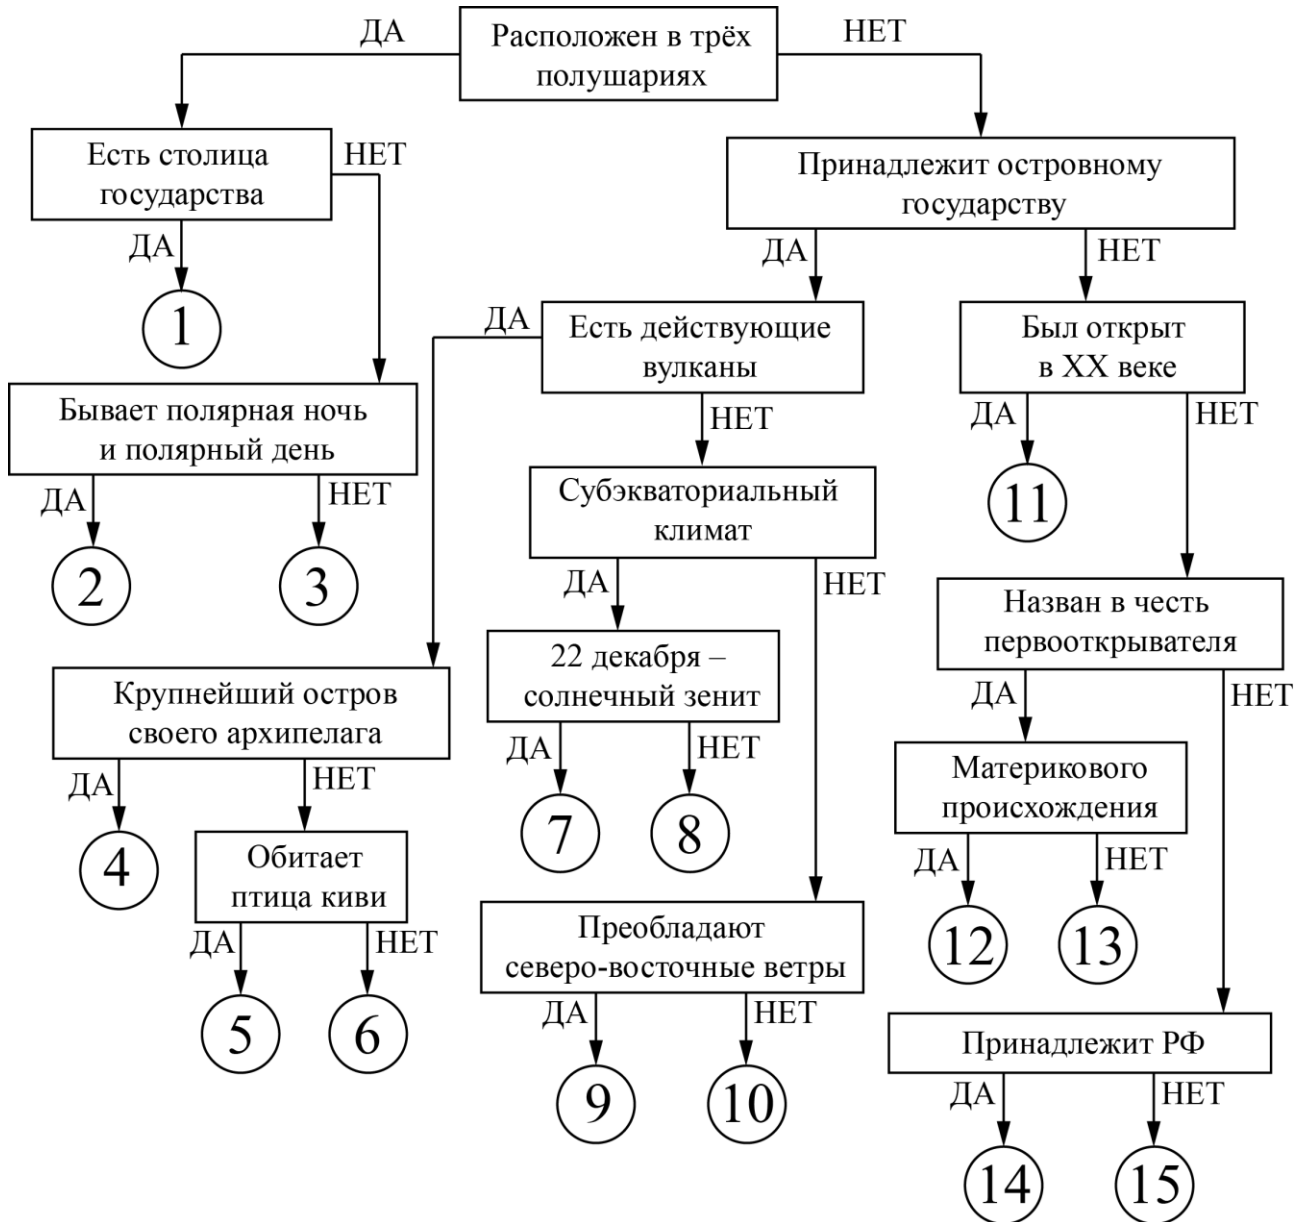 ДА
Расположен в трёх
полушариях
НЕТ
Есть столица
государства
НЕТ
ДА
1
Принадлежит островному
государству
ДА
НЕТ
Бывает полярная ночь
и полярный день
ДА
НЕТ
2
3
ДА
Есть действующие
вулканы
НЕТ
Был открыт
в XX веке
ДА
НЕТ
11
Субэкваториальный
климат
ДА
НЕТ
Назван в честь
первооткрывателя
ДА
НЕТ
22 декабря –
солнечный зенит
ДА
НЕТ
7
8
Крупнейший остров
своего архипелага
ДА
НЕТ
4
Обитает
птица киви
ДА
НЕТ
5
6
Материкового
происхождения
ДА
НЕТ
12
13
Преобладают
северо-восточные ветры
ДА
НЕТ
9
10
Принадлежит РФ
ДА
НЕТ
14
15